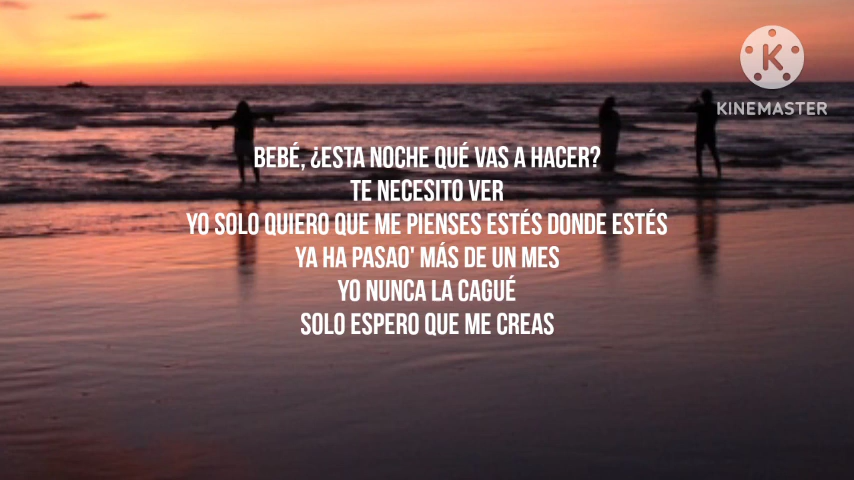 KINEMASTER
BEBÉ, ¿ESTA NOCHE QUÉ VAS A HACER?
TE NECESITO VER
YO SOLO QUIERO QUE ME PIENSES ESTÉS DONDE ESTÉS
YA HA PASAO' MÁS DE UN MES
YO NUNCA LA CAGUÉ
SOLO ESPERO QUE ME CREAS